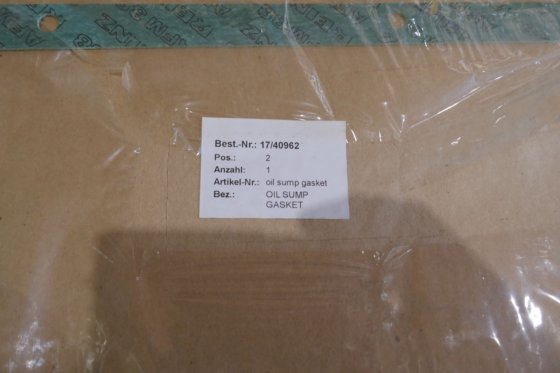 Best.-Nr.: 17/40962
Pos.: 2
Anzahl: 1
Artikel-Nr.: oil sump gasket
Bez.: OIL SUMP
GASKET